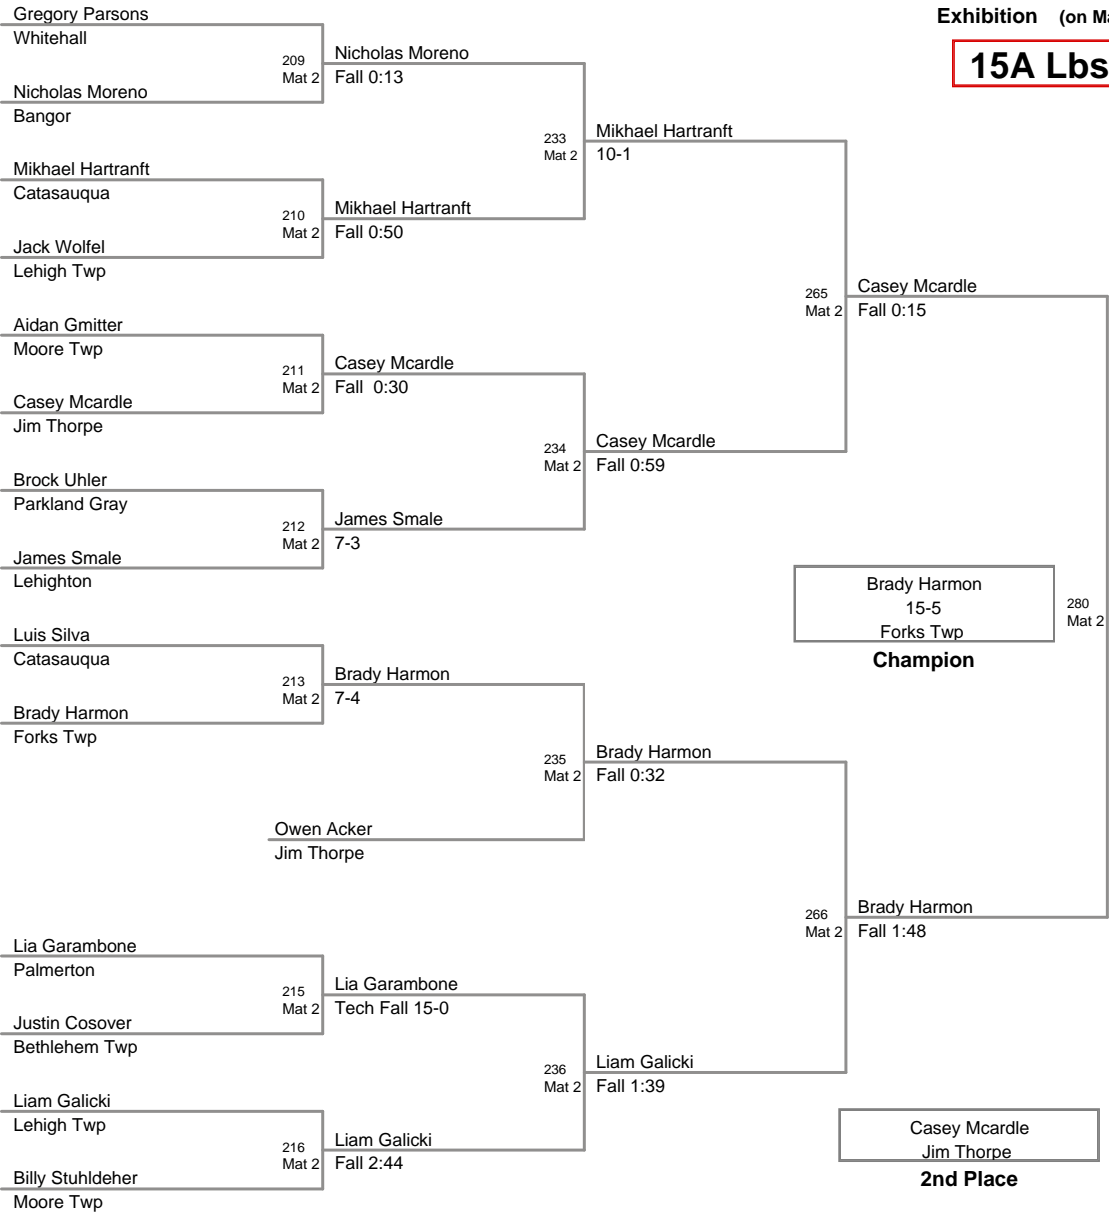 Gregory Parsons
Whitehall
209
Mat 2
Nicholas Moreno
Fall 0:13
Nicholas Moreno
Bangor
Exhibition (on Ma
15A Lbs
233
Mat 2
Mikhael Hartranft
10-1
Mikhael Hartranft
Catasauqua
210
Mat 2
Mikhael Hartranft
Fall 0:50
Jack Wolfel
Lehigh Twp
265
Mat 2
Casey Mcardle
Fall 0:15
Aidan Gmitter
Moore Twp
211
Mat 2
Casey Mcardle
Fall 0:30
Casey Mcardle
Jim Thorpe
234
Mat 2
Casey Mcardle
Fall 0:59
Brock Uhler
Parkland Gray
212
Mat 2
James Smale
7-3
James Smale
Lehighton
Brady Harmon
15-5
Forks Twp
Champion
280
Mat 2
Luis Silva
Catasauqua
213
Mat 2
Brady Harmon
7-4
Brady Harmon
Forks Twp
235
Mat 2
Brady Harmon
Fall 0:32
Owen Acker
Jim Thorpe
266
Mat 2
Brady Harmon
Fall 1:48
Lia Garambone
Palmerton
215
Mat 2
Lia Garambone
Tech Fall 15-0
Justin Cosover
Bethlehem Twp
236
Mat 2
Liam Galicki
Fall 1:39
Liam Galicki
Lehigh Twp
216
Mat 2
Liam Galicki
Fall 2:44
Billy Stuhldeher
Moore Twp
Casey Mcardle
Jim Thorpe
2nd Place